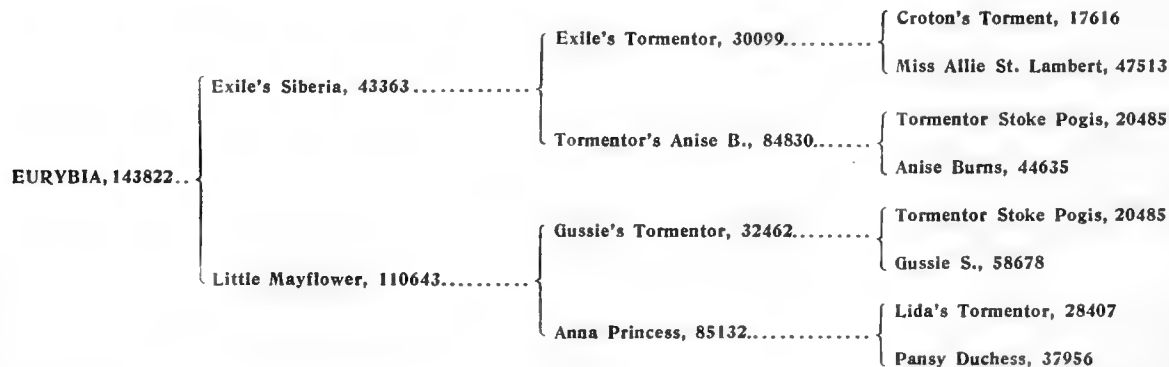 Croton's Torment, 17616
Exile's Tormentor, 30099
Miss Allie St. Lambert, 47513
Exile's Siberia, 43363
Tormentor Stoke Pogis, 20485
Tormentor's Anise B., 84830
Anise Burns, 44635
EURYBIA, 143822
Tormentor Stoke Pogis, 20485
Gussie's Tormentor, 32462
Gussie S., 58678
Little Mayflower, 110643
Lida's Tormentor, 28407
Anna Princess, 85132
Pansy Duchess, 37956